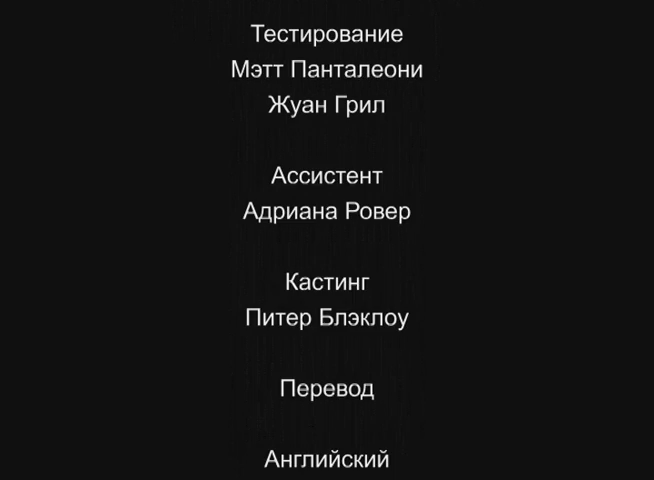 Тестирование
Мэтт Панталеони
Жуан Грил
Ассистент
Адриана Ровер
Кастинг
Питер Блэклоу
Перевод
Английский